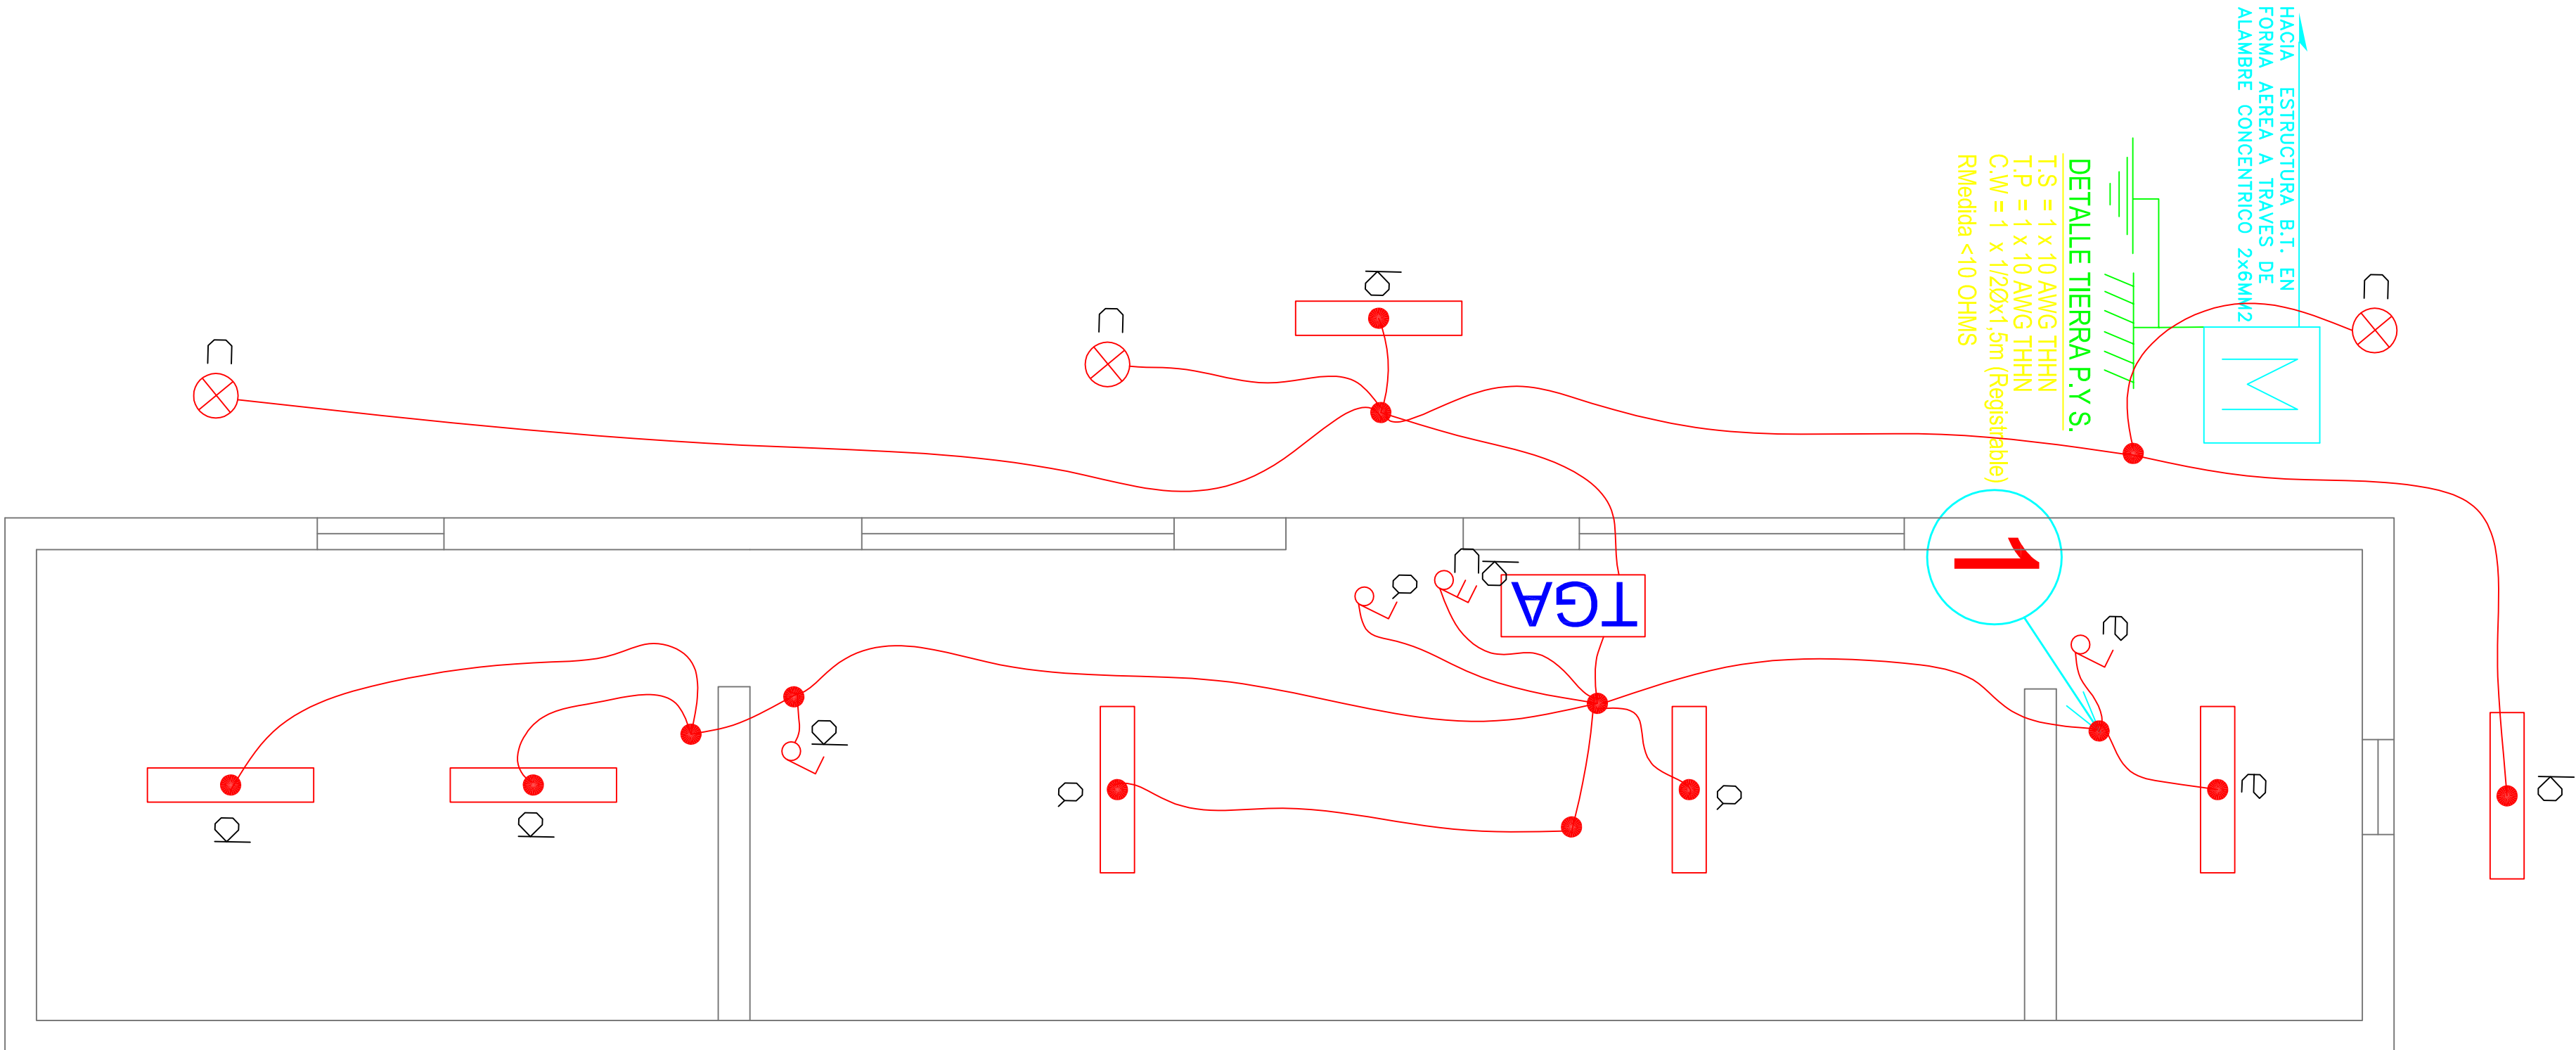 HACIA ESTRUCTURA B.T. EN
FORMA AEREA A TRAVES DE
ALAMBRE CONCENTRICO 2x6MM2
M
DETALLE TIERRA P.Y S.
T.S = 1 x 10 AWG THHN
T.P = 1 x 10 AWG THHN
C.W = 1 x 1/2Øx1,5m (Registrable)
RMedida <10 OHMS
c
b
c
c
1
TGA
a
c
b
e
d
d
d
a
a
e
b